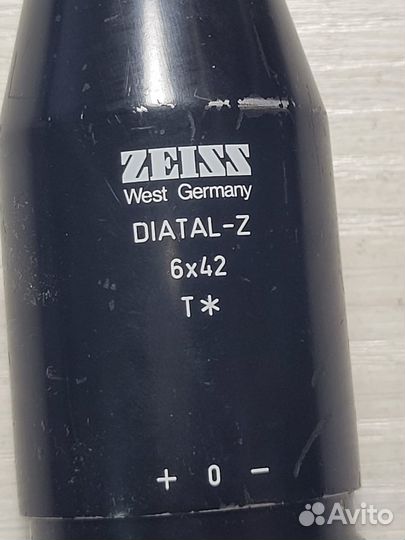 ZEISS
West Germany
DIATAL-Z
6x42
T*
+ 0 -
Avito